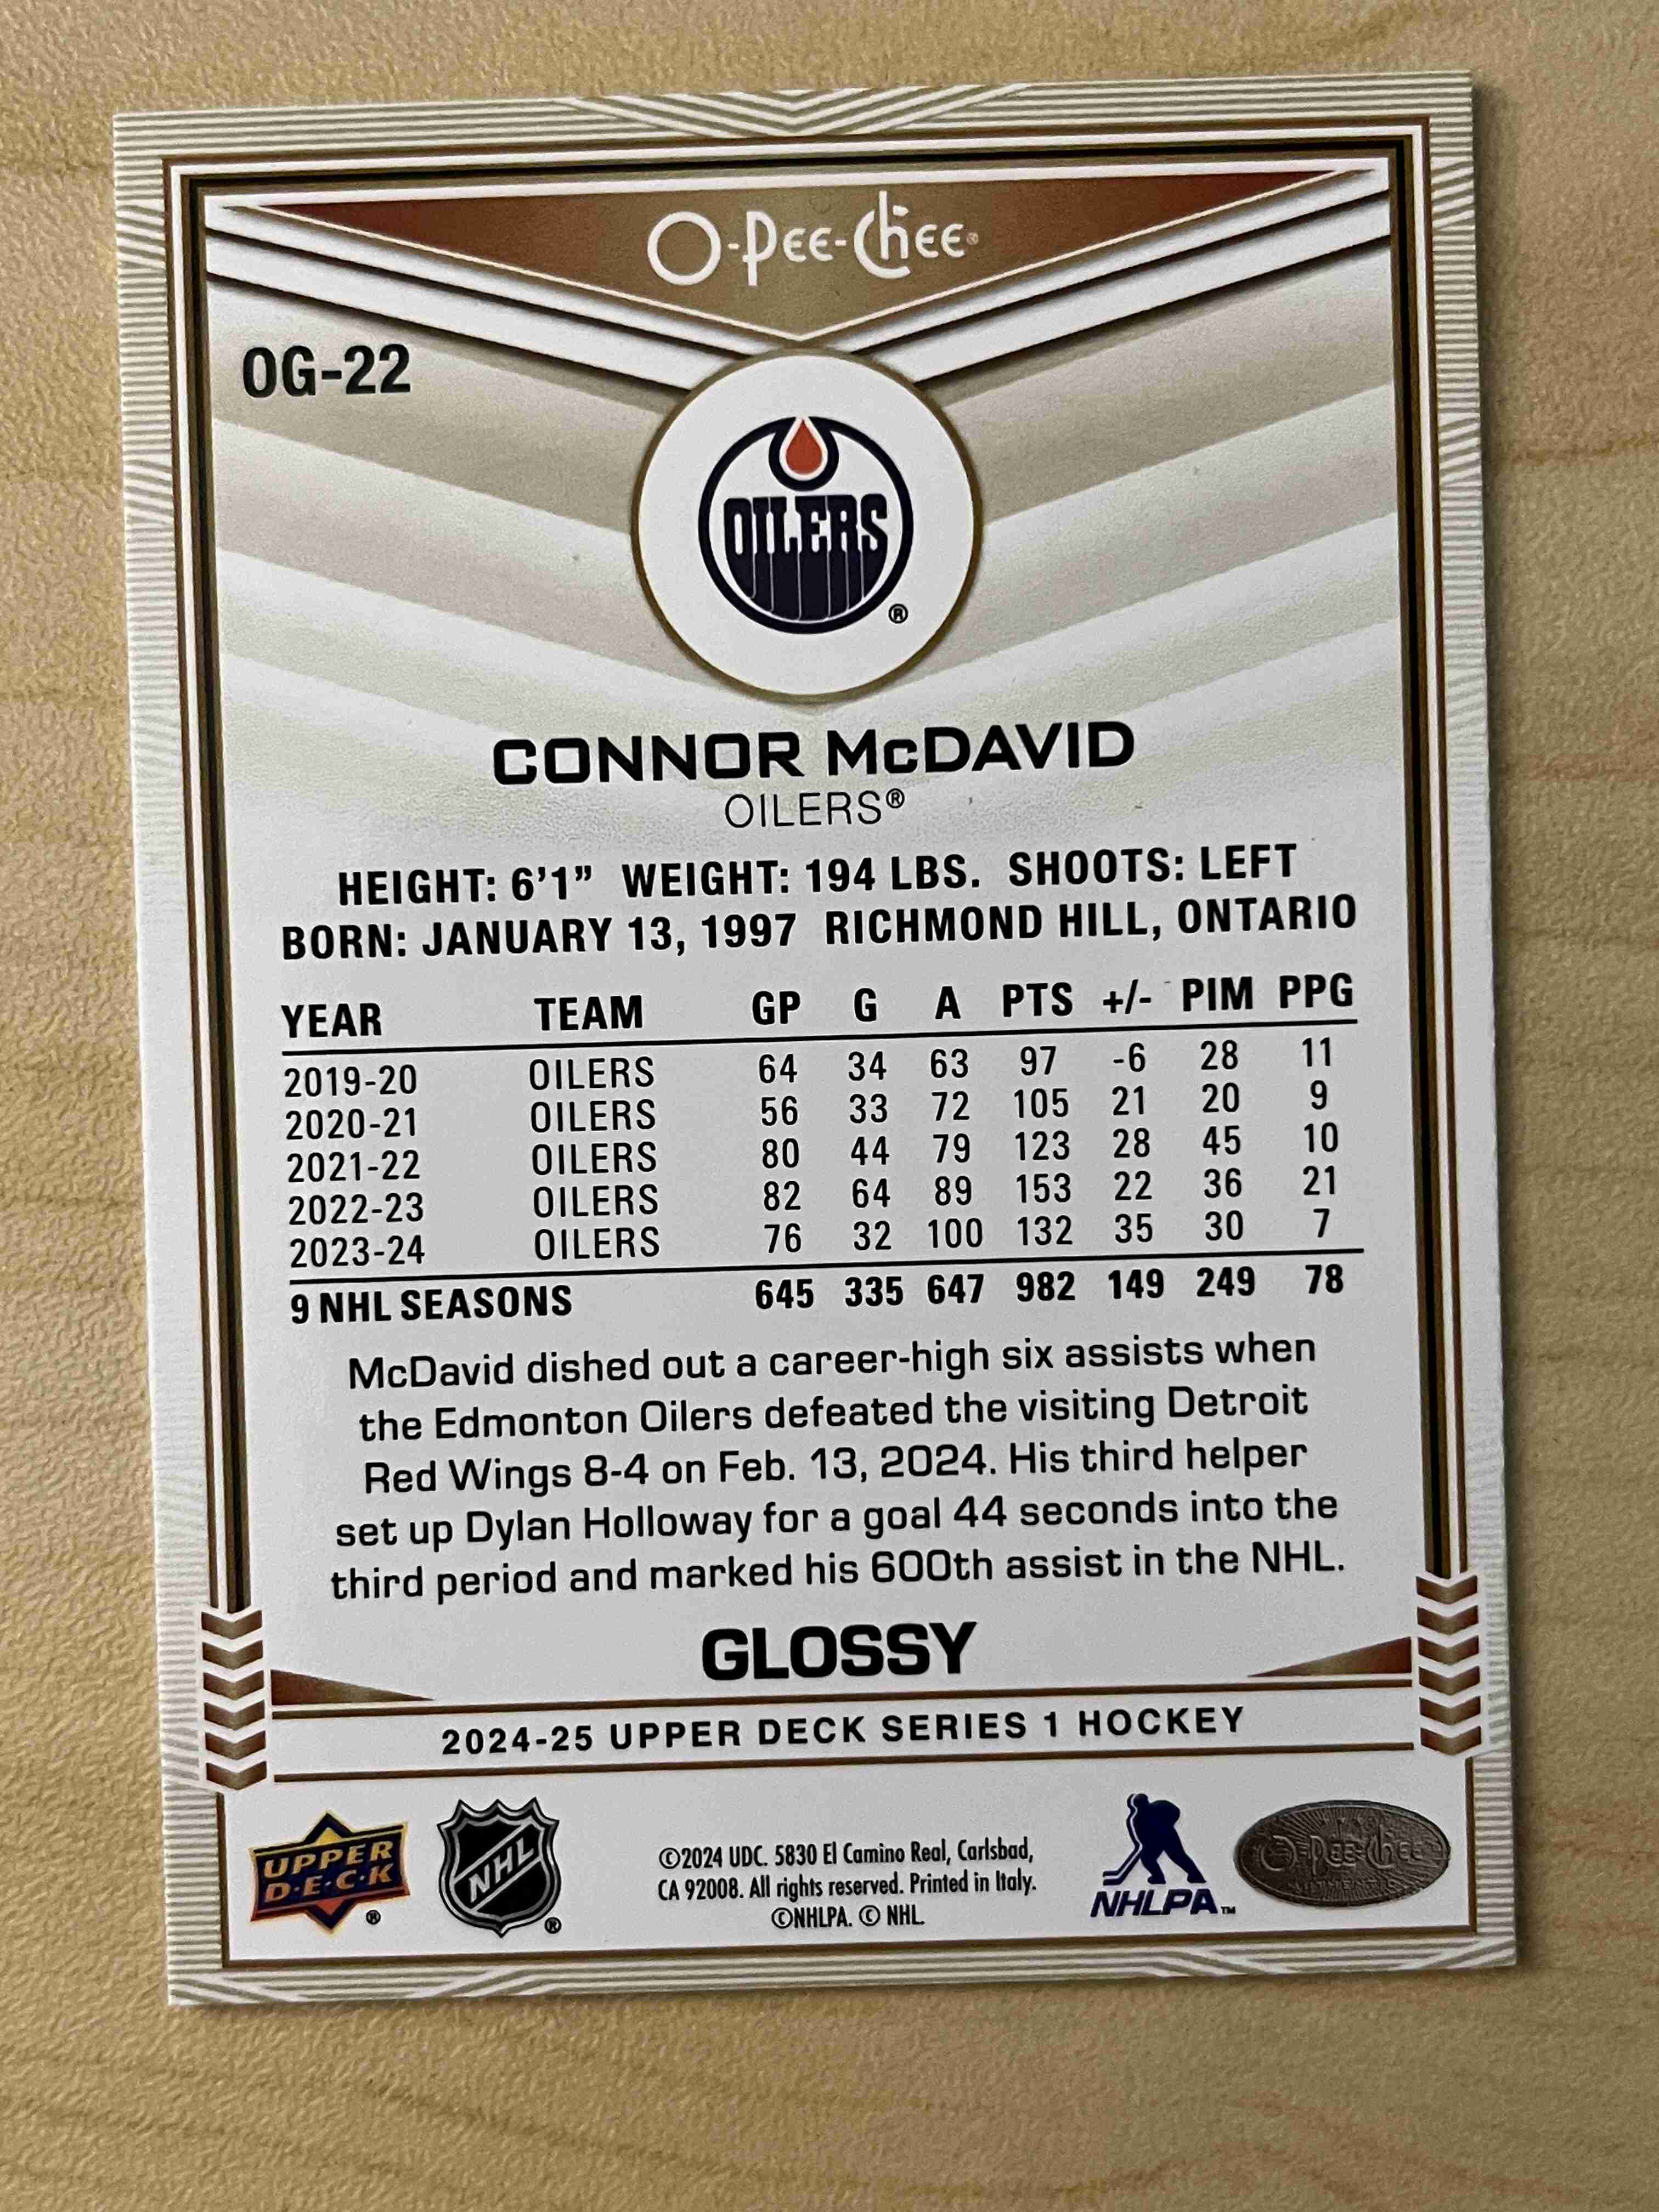 O-PEE-CHEE®
OG-22
OILERS
®
CONNOR McDAVID
OILERS®
HEIGHT: 6'1" WEIGHT: 194 LBS. SHOOTS: LEFT
BORN: JANUARY 13, 1997 RICHMOND HILL, ONTARIO
YEAR TEAM GP G A PTS +/- PIM PPG
2019-20 OILERS 64 34 63 97 -6 28 11
2020-21 OILERS 56 33 72 105 21 20 9
2021-22 OILERS 80 44 79 123 28 45 10
2022-23 OILERS 82 64 89 153 22 36 21
2023-24 OILERS 76 32 100 132 35 30 7
9 NHL SEASONS 645 335 647 982 149 249 78
McDavid dished out a career-high six assists when
the Edmonton Oilers defeated the visiting Detroit
Red Wings 8-4 on Feb. 13, 2024. His third helper
set up Dylan Holloway for a goal 44 seconds into the
third period and marked his 600th assist in the NHL.
GLOSSY
2024-25 UPPER DECK SERIES 1 HOCKEY
UPPER
D·E·C·K
®
NHL
®
©2024 UDC. 5830 El Camino Real, Carlsbad,
CA 92008. All rights reserved. Printed in Italy.
©NHLPA. © NHL.
NHLPA™
O-Pee-Chee
AUTHENTIC